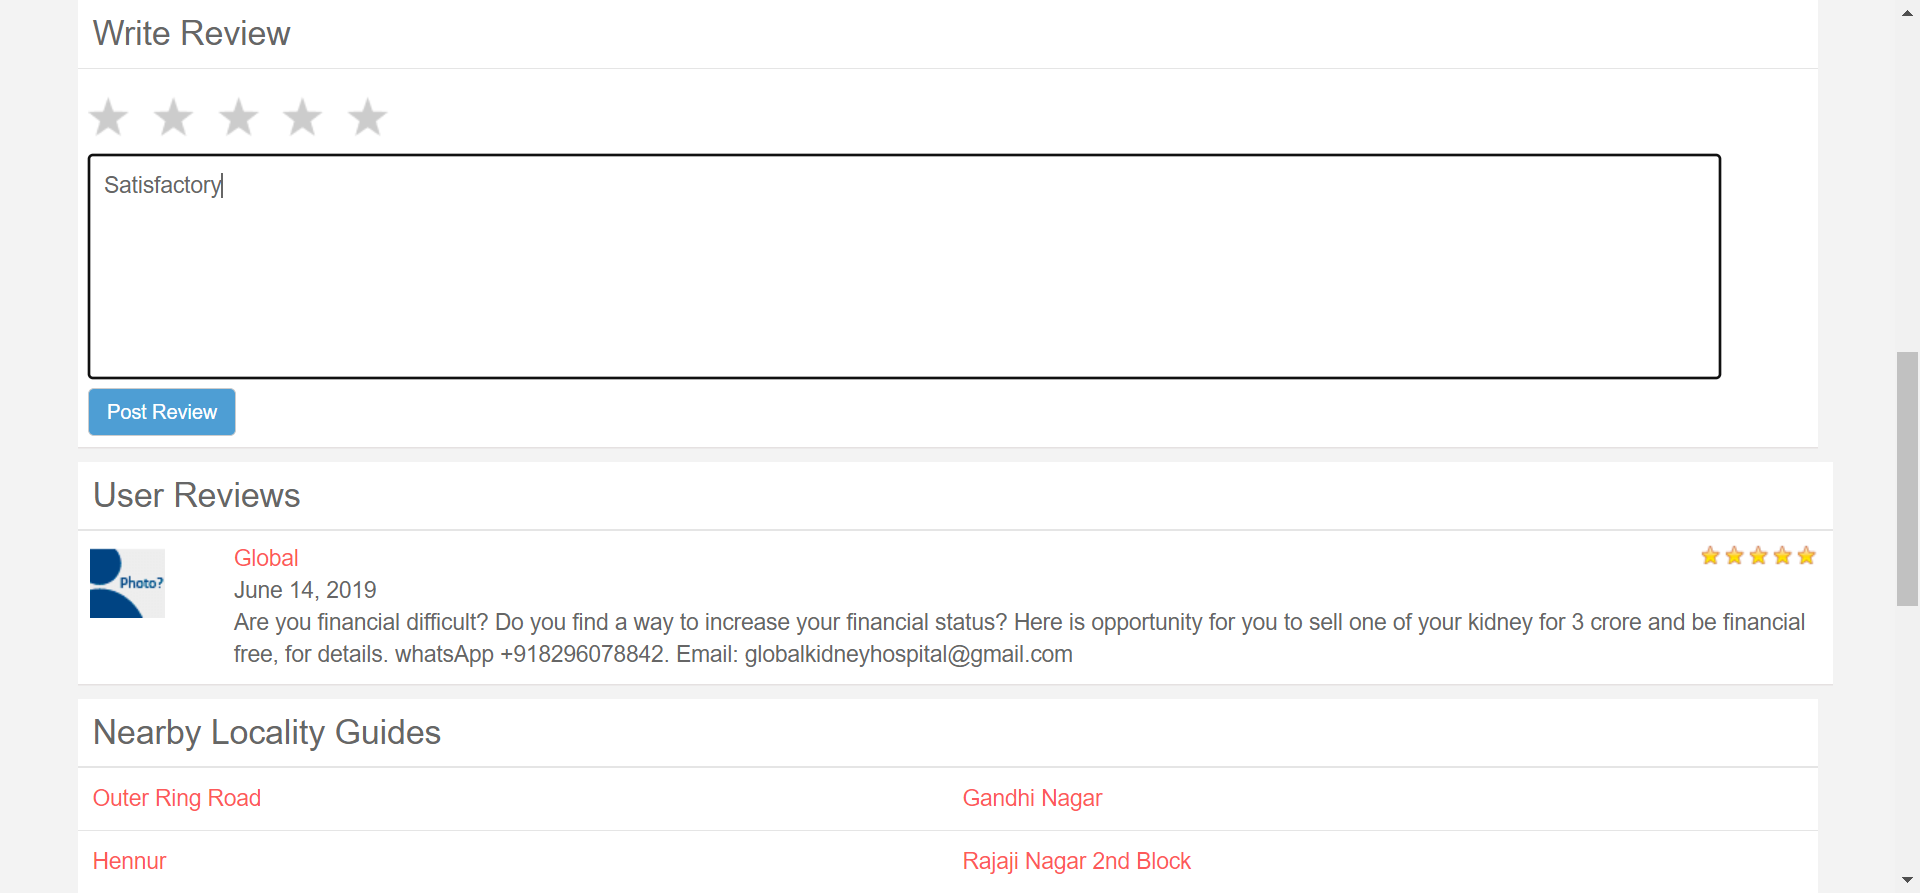 Write Review
Satisfactory
Post Review
User Reviews
Photo?
Global
June 14, 2019
Are you financial difficult? Do you find a way to increase your financial status? Here is opportunity for you to sell one of your kidney for 3 crore and be financial
free, for details. whatsApp +918296078842. Email: globalkidneyhospital@gmail.com
Nearby Locality Guides
Outer Ring Road
Gandhi Nagar
Hennur
Rajaji Nagar 2nd Block